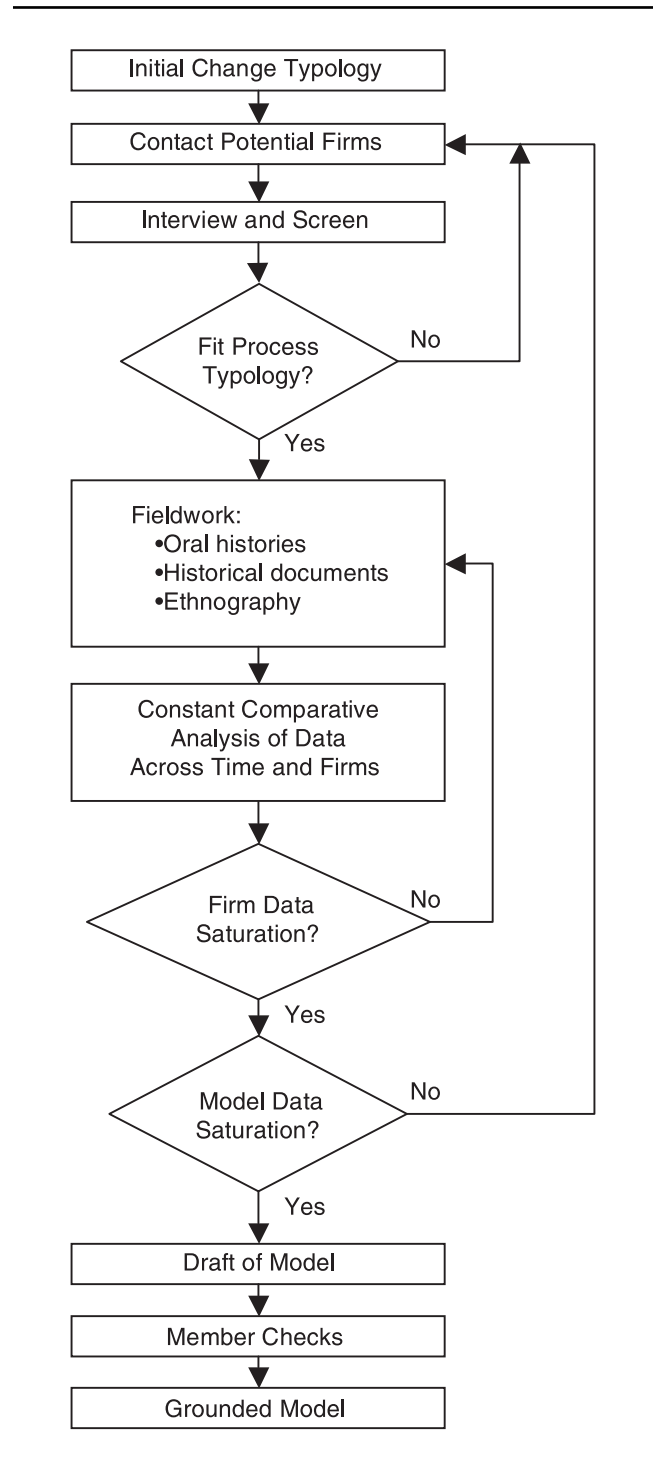 Initial Change Typology
Contact Potential Firms
Interview and Screen
Fit Process
Typology?
No
Yes
Fieldwork:
•Oral histories
•Historical documents
•Ethnography
Constant Comparative
Analysis of Data
Across Time and Firms
Firm Data
Saturation?
No
Yes
Model Data
Saturation?
No
Yes
Draft of Model
Member Checks
Grounded Model